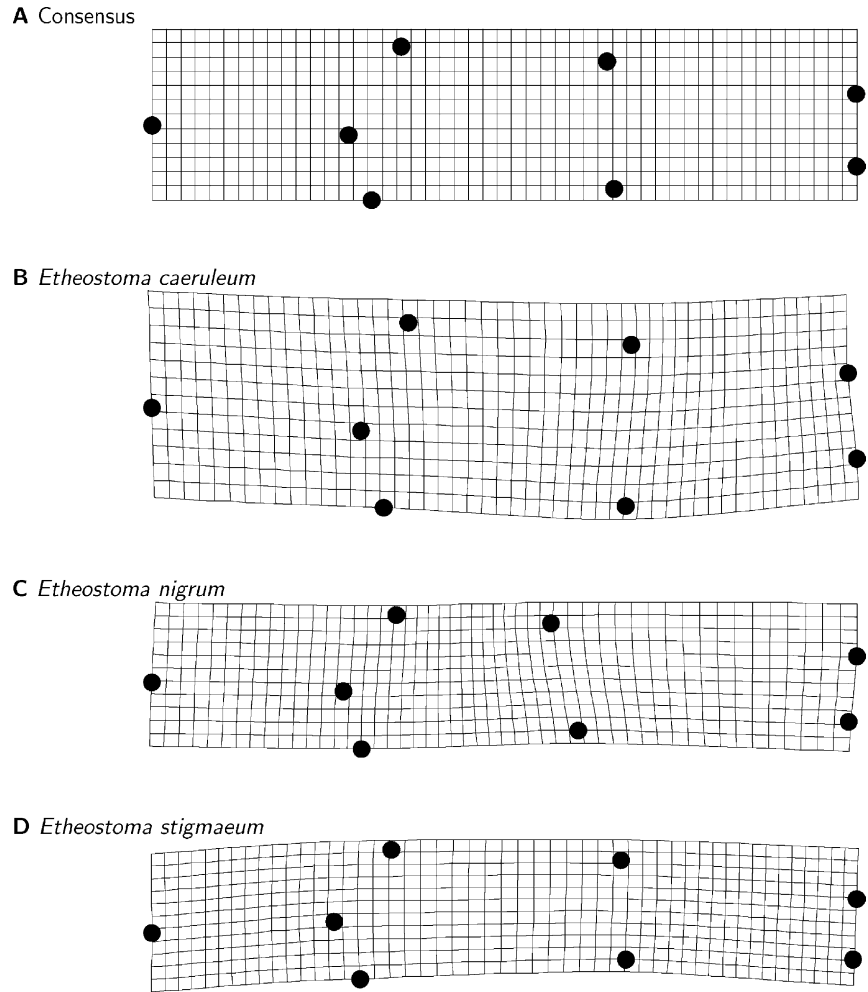 A Consensus
B Etheostoma caeruleum
C Etheostoma nigrum
D Etheostoma stigmaeum